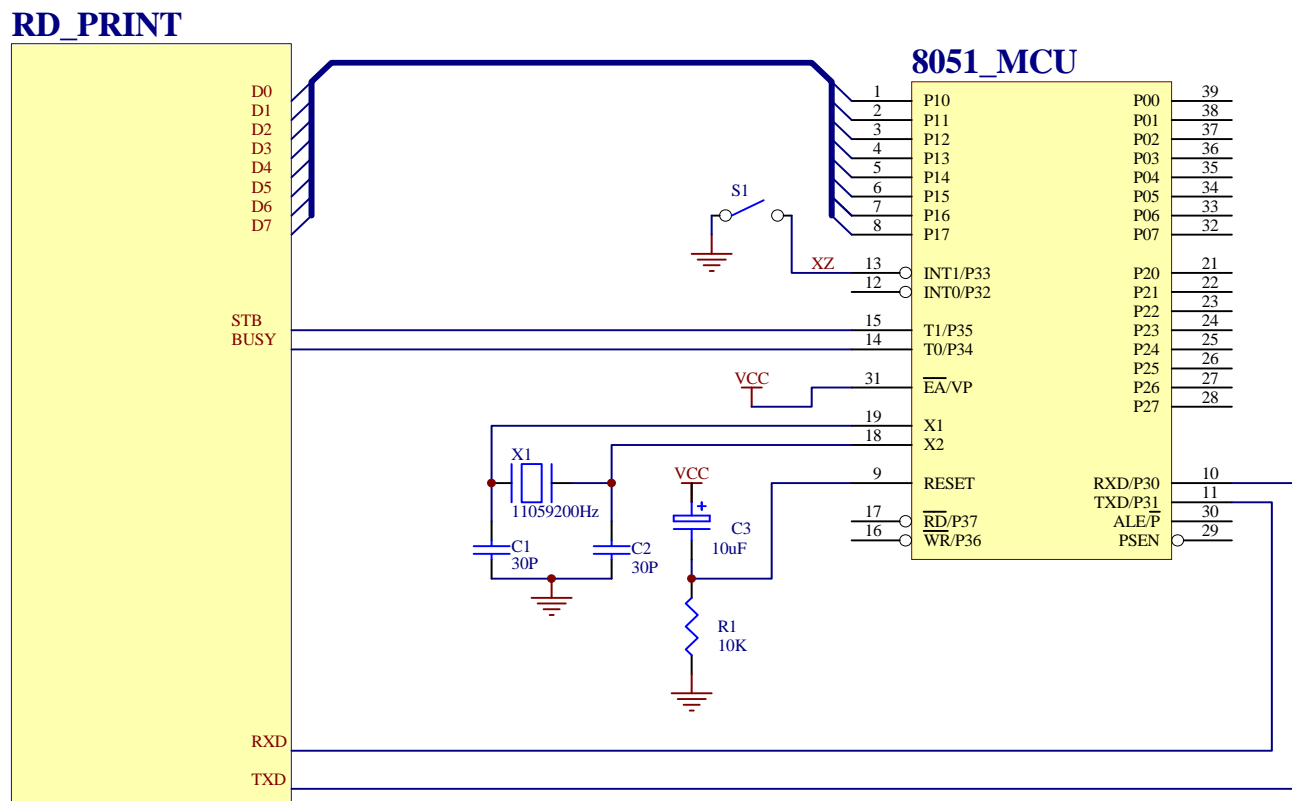 RD_PRINT
D0
D1
D2
D3
D4
D5
D6
D7
STB
BUSY
RXD
TXD
8051_MCU
1 P10
2 P11
3 P12
4 P13
5 P14
6 P15
7 P16
8 P17
S1
XZ
13 INT1/P33
12 INT0/P32
15 T1/P35
14 T0/P34
VCC
31 EA/VP
19 X1
18 X2
9 RESET
17 RD/P37
16 WR/P36
P00 39
P01 38
P02 37
P03 36
P04 35
P05 34
P06 33
P07 32
P20 21
P21 22
P22 23
P23 24
P24 25
P25 26
P26 27
P27 28
RXD/P30 10
TXD/P31 11
ALE/P 30
PSEN 29
X1
11059200Hz
C1
30P
C2
30P
VCC
+
C3
10uF
R1
10K